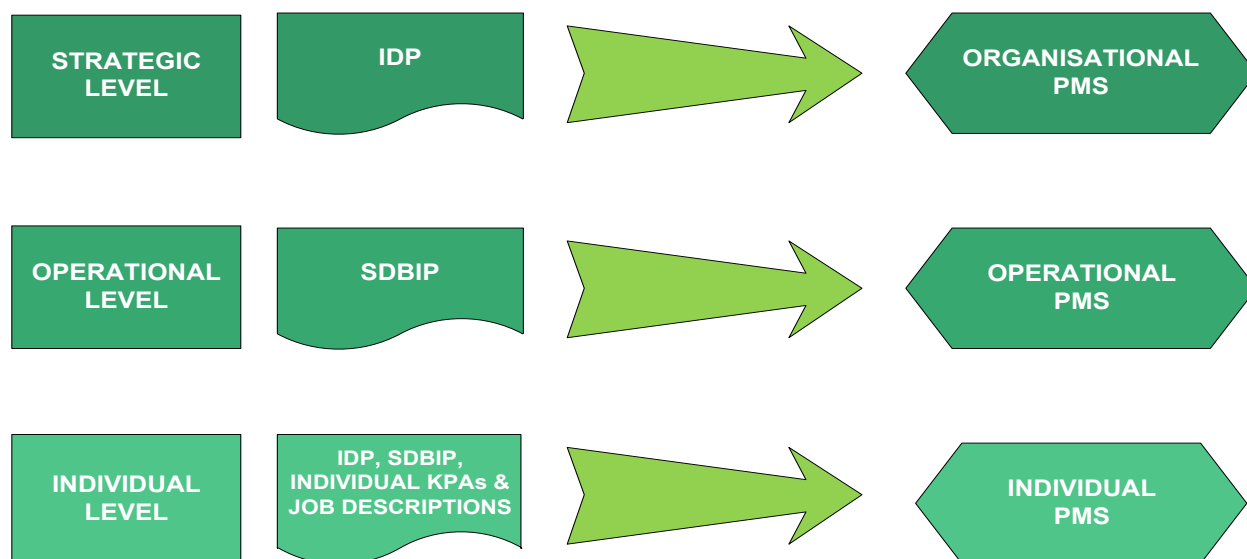 STRATEGIC
LEVEL
IDP
ORGANISATIONAL
PMS
OPERATIONAL
LEVEL
SDBIP
OPERATIONAL
PMS
INDIVIDUAL
LEVEL
IDP, SDBIP,
INDIVIDUAL KPAs &
JOB DESCRIPTIONS
INDIVIDUAL
PMS